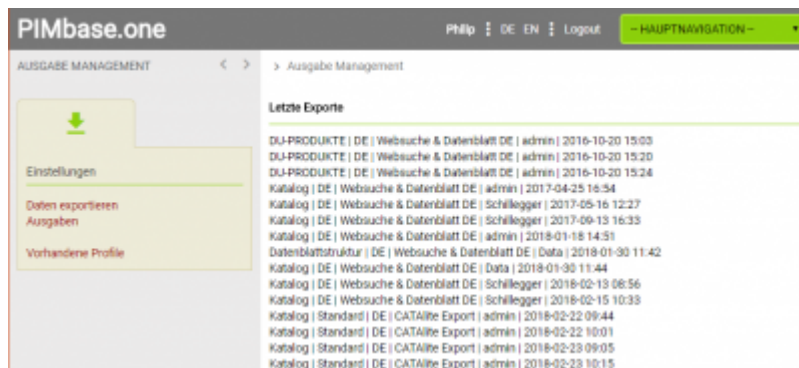 PIMbase.one
Philip ⋮ DE EN ⋮ Logout
-- HAUPTNAVIGATION --
AUSGABE MANAGEMENT < >
> Ausgabe Management
Letzte Exporte
DU-PRODUKTE | DE | Websuche & Datenblatt DE | admin | 2016-10-20 15:03
DU-PRODUKTE | DE | Websuche & Datenblatt DE | admin | 2016-10-20 15:20
DU-PRODUKTE | DE | Websuche & Datenblatt DE | admin | 2016-10-20 15:24
Katalog | DE | Websuche & Datenblatt DE | admin | 2017-04-25 16:54
Katalog | DE | Websuche & Datenblatt DE | Schillegger | 2017-05-16 12:27
Katalog | DE | Websuche & Datenblatt DE | Schillegger | 2017-09-13 16:33
Katalog | DE | Websuche & Datenblatt DE | admin | 2018-01-18 14:51
Datenblattstruktur | DE | Websuche & Datenblatt DE | Data | 2018-01-30 11:42
Katalog | DE | Websuche & Datenblatt DE | Data | 2018-01-30 11:44
Katalog | DE | Websuche & Datenblatt DE | Schillegger | 2018-02-13 08:56
Katalog | DE | Websuche & Datenblatt DE | Schillegger | 2018-02-15 10:33
Katalog | Standard | DE | CATAlite Export | admin | 2018-02-22 09:44
Katalog | Standard | DE | CATAlite Export | admin | 2018-02-22 10:01
Katalog | Standard | DE | CATAlite Export | admin | 2018-02-23 09:05
Katalog | Standard | DE | CATAlite Export | admin | 2018-02-23 10:15
Einstellungen
Daten exportieren
Ausgaben
Vorhandene Profile